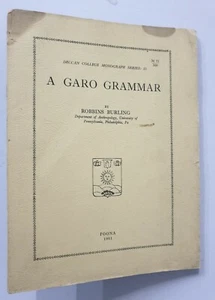 DECCAN COLLEGE MONOGRAPH SERIES: 25
A GARO GRAMMAR
BY
ROBBINS BURLING
Department of Anthropology, University of
Pennsylvania, Philadelphia, Pa.
POONA
1961